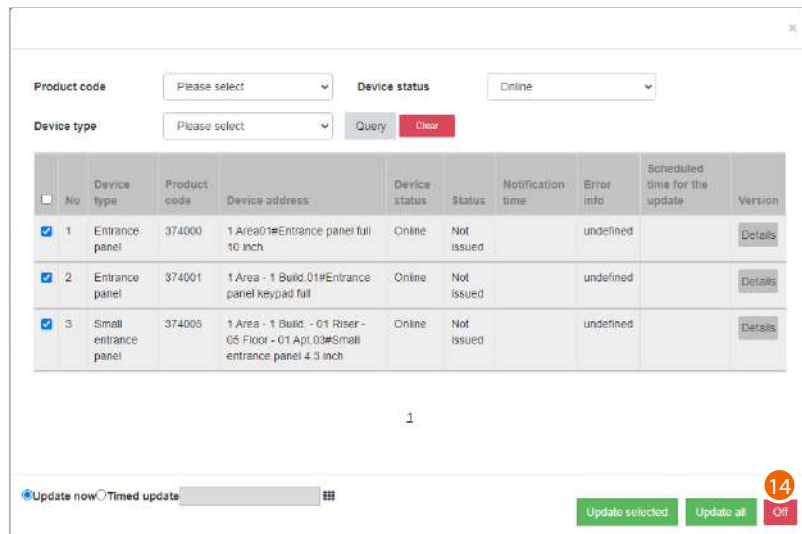 ×
Product code Please select Device status Online
Device type Please select Query Clear
Scheduled
Device Product Device Notification Error time for the
No type code Device address status Status time info update Version
1 Entrance 374000 1 Area01#Entrance panel full Online Not undefined Details
panel 10 inch issued
2 Entrance 374001 1 Area - 1 Build.01#Entrance Online Not undefined Details
panel panel keypad full issued
3 Small 374005 1 Area - 1 Build. - 01 Riser - Online Not undefined Details
entrance 05 Floor - 01 Apt.03#Small issued
panel entrance panel 4.3 inch
1
Update now Timed update
14
Update selected Update all Off